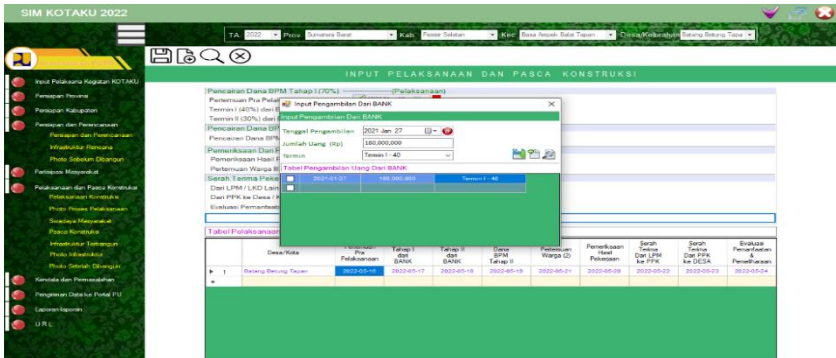 SIM KOTAKU 2022
TA 2022 Prov Sumatera Barat Kab Pesisir Selatan Kec Basa Ampek Balai Tapan Desa/Kelurahan Batang Betung Tapa
INPUT PELAKSANAAN DAN PASCA KONSTRUKSI
Input Pelaksana Kegiatan KOTAKU
Persiapan Provinsi
Persiapan Kabupaten
Persiapan dan Perencanaan
Persiapan dan Perencanaan
Infrastruktur Rencana
Photo Sebelum Dibangun
Partisipasi Masyarakat
Pelaksanaan dan Pasca Konstruksi
Pelaksanaan Konstruksi
Photo Proses Pelaksanaan
Swadaya Masyarakat
Pasca Konstruksi
Infrastruktur Terbangun
Photo Infrastruktur
Photo Setelah Dibangun
Kendala dan Permasalahan
Pengiriman Data ke Portal PU
Laporan-laporan
U R L
Pencairan Dana BPM Tahap I (70%) (Pelaksanaan)
Pertemuan Pra Pelak
Termin I (40%) dari B
Termin II (30%) dari
Pencairan Dana BP
Pencairan Dana BPM
Pemeriksaan Dan
Pemeriksaan Hasil P
Pertemuan Warga II
Serah Terima Peke
Dari LPM / LKD Lain
Dari PPK ke Desa / K
Evaluasi Pemanfaat
Input Pengambilan Dari BANK
Input Pengambilan Dari BANK
Tanggal Pengambilan 2021 Jan 27
Jumlah Uang (Rp) 180,000,000
Termin Termin I - 40
Tabel Pengambilan Uang Dari BANK
2021-01-27 180,000,000 Termin I - 40
Tabel Pelaksanaan
Desa/Kota
Pra Pelaksanaan
Tahap I dari BANK
Tahap II dari BANK
Dana BPM Tahap II
Pertemuan Warga (2)
Pemeriksaan Hasil Pekerjaan
Serah Terima Dari LPM ke PPK
Serah Terima Dari PPK ke DESA
Evaluasi Pemanfaatan & Pemeliharaan
1 Batang Betung Tapan 2022-05-16 2022-05-17 2022-05-18 2022-05-19 2022-05-21 2022-05-20 2022-05-22 2022-05-23 2022-05-24